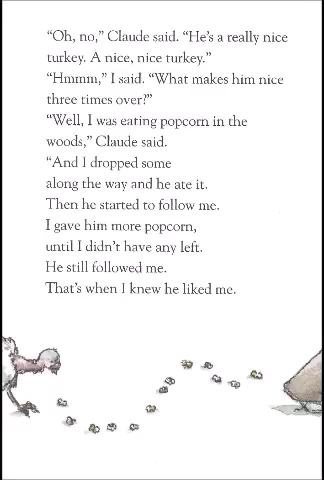 “Oh, no,” Claude said. “He’s a really nice
turkey. A nice, nice turkey.”
“Hmmm,” I said. “What makes him nice
three times over?”
“Well, I was eating popcorn in the
woods,” Claude said.
“And I dropped some
along the way and he ate it.
Then he started to follow me.
I gave him more popcorn,
until I didn’t have any left.
He still followed me.
That’s when I knew he liked me.